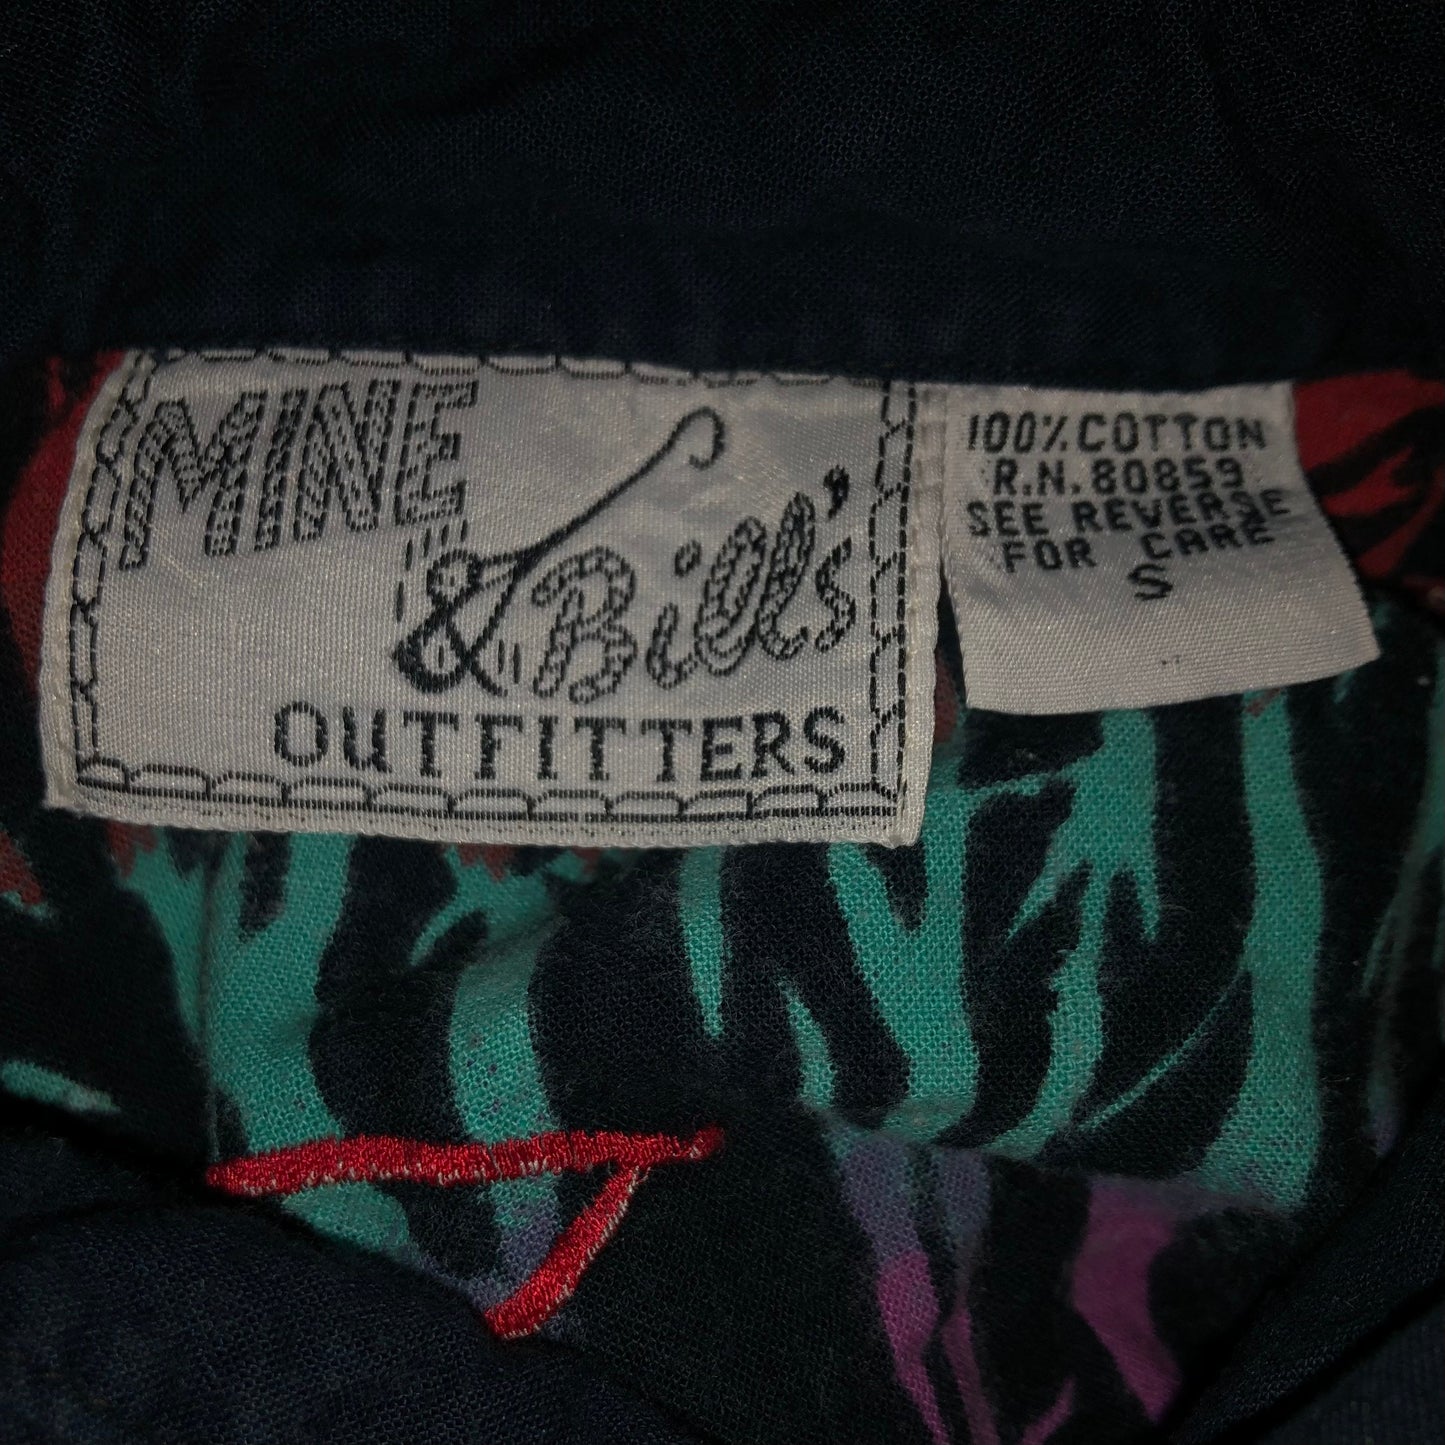 MINE
& Bill's
OUTFITTERS
100% COTTON
R.N. 80859
SEE REVERSE
FOR CARE
S